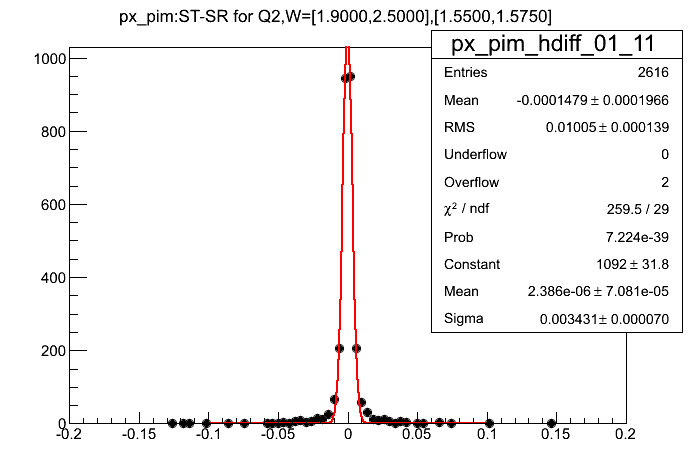 px_pim:ST-SR for Q2,W=[1.9000,2.5000],[1.5500,1.5750]
px_pim_hdiff_01_11
Entries 2616
Mean -0.0001479 ± 0.0001966
RMS 0.01005 ± 0.000139
Underflow 0
Overflow 2
χ² / ndf 259.5 / 29
Prob 7.224e-39
Constant 1092 ± 31.8
Mean 2.386e-06 ± 7.081e-05
Sigma 0.003431 ± 0.000070
1000
800
600
400
200
0
-0.2 -0.15 -0.1 -0.05 0 0.05 0.1 0.15 0.2